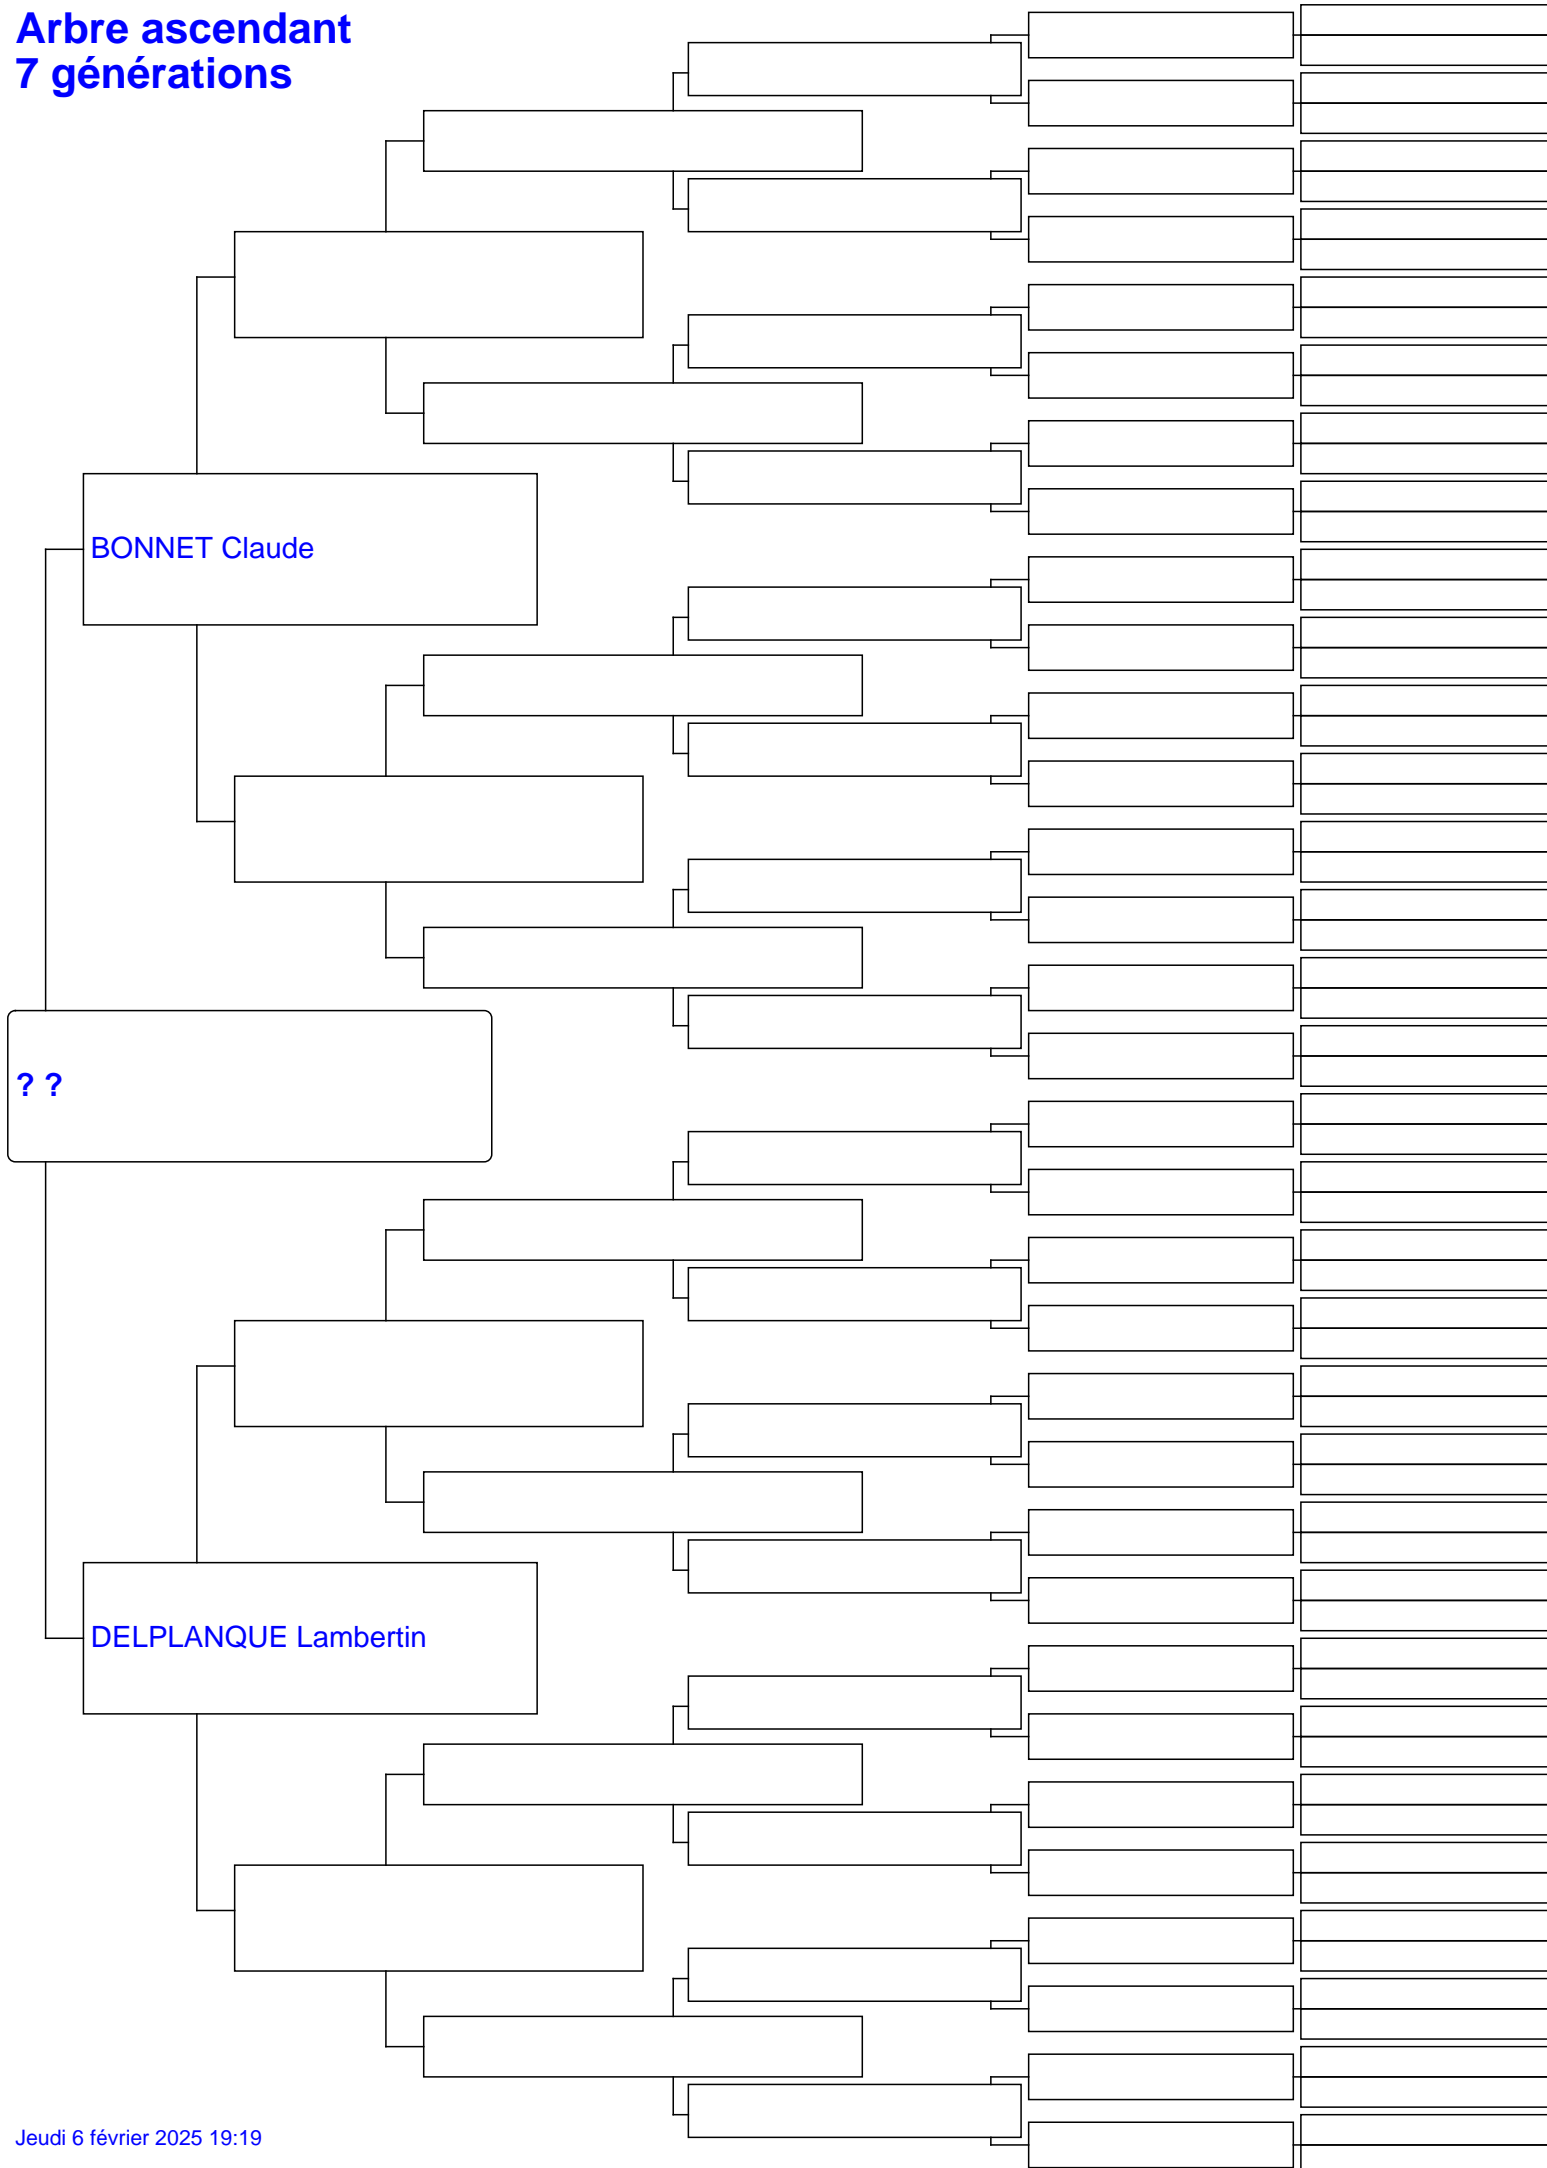 Arbre ascendant
7 générations
BONNET Claude
? ?
DELPLANQUE Lambertin
Jeudi 6 février 2025 19:19